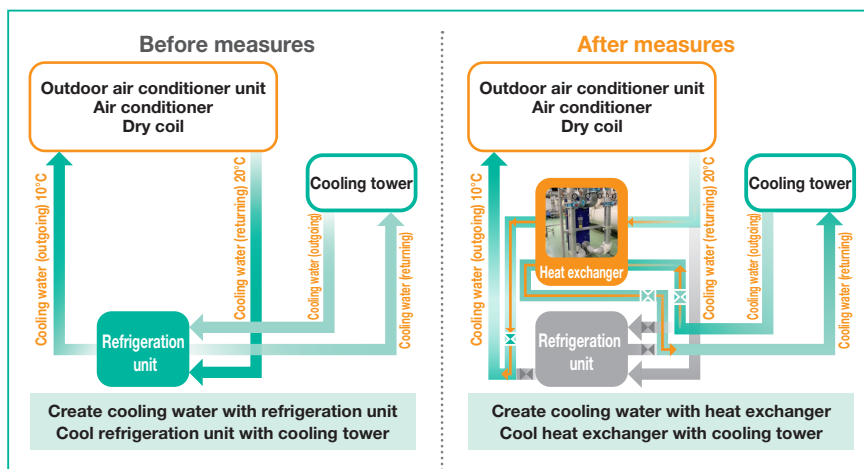 Before measures
Outdoor air conditioner unit
Air conditioner
Dry coil
Cooling water (outgoing) 10°C
Cooling water (returning) 20°C
Cooling tower
Cooling water (outgoing)
Cooling water (returning)
Refrigeration
unit
Create cooling water with refrigeration unit
Cool refrigeration unit with cooling tower
After measures
Outdoor air conditioner unit
Air conditioner
Dry coil
Cooling water (outgoing) 10°C
Heat exchanger
Cooling water (returning) 20°C
Cooling tower
Cooling water (outgoing)
Cooling water (returning)
Refrigeration
unit
Create cooling water with heat exchanger
Cool heat exchanger with cooling tower